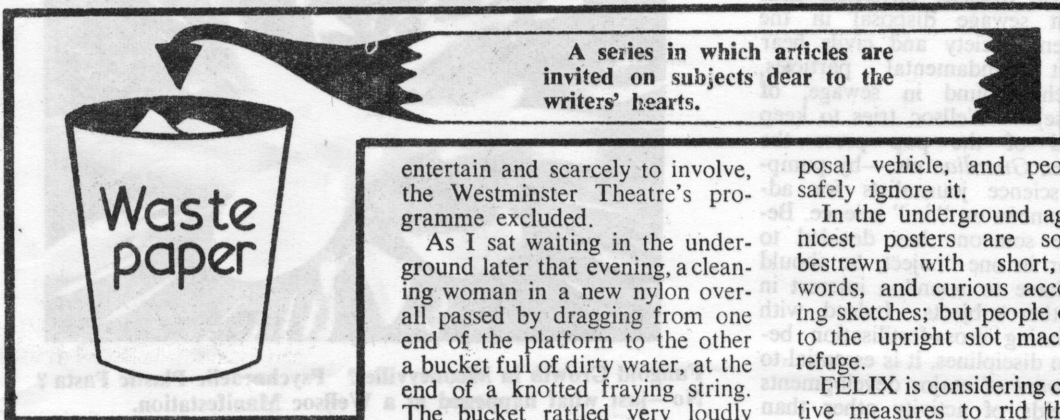 A series in which articles are
invited on subjects dear to the
writers' hearts.
Waste
paper
entertain and scarcely to involve,
the Westminster Theatre's pro-
gramme excluded.
As I sat waiting in the under-
ground later that evening, a clean-
ing woman in a new nylon over-
all passed by dragging from one
end of the platform to the other
a bucket full of dirty water, at the
end of a knotted fraying string
The bucket rattled very loudly
posal vehicle, and peo
safely ignore it.
In the underground ag
nicest posters are so
bestrewn with short,
words, and curious acco
ing sketches; but people
to the upright slot mac
refuge.
FELIX is considering
tive measures to rid th